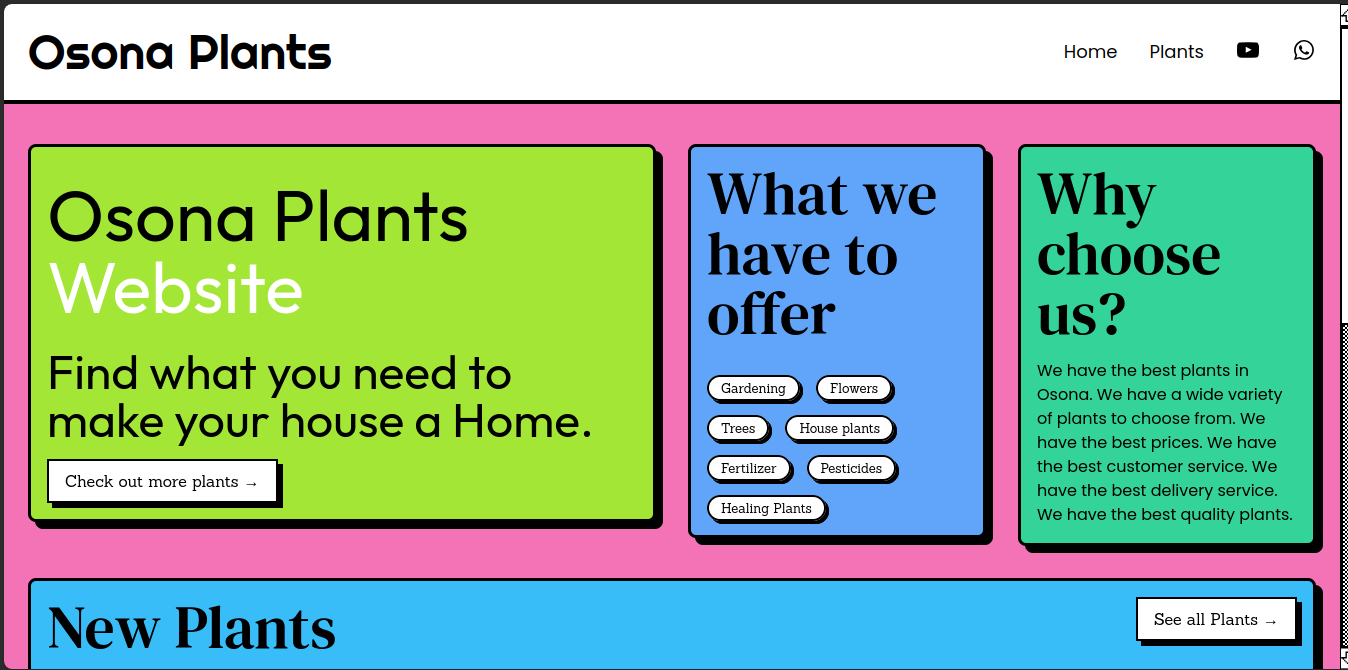 Osona Plants
Home Plants
Osona Plants
Website
Find what you need to
make your house a Home.
Check out more plants →
What we
have to
offer
Gardening Flowers
Trees House plants
Fertilizer Pesticides
Healing Plants
Why
choose
us?
We have the best plants in
Osona. We have a wide variety
of plants to choose from. We
have the best prices. We have
the best customer service. We
have the best delivery service.
We have the best quality plants.
New Plants
See all Plants →